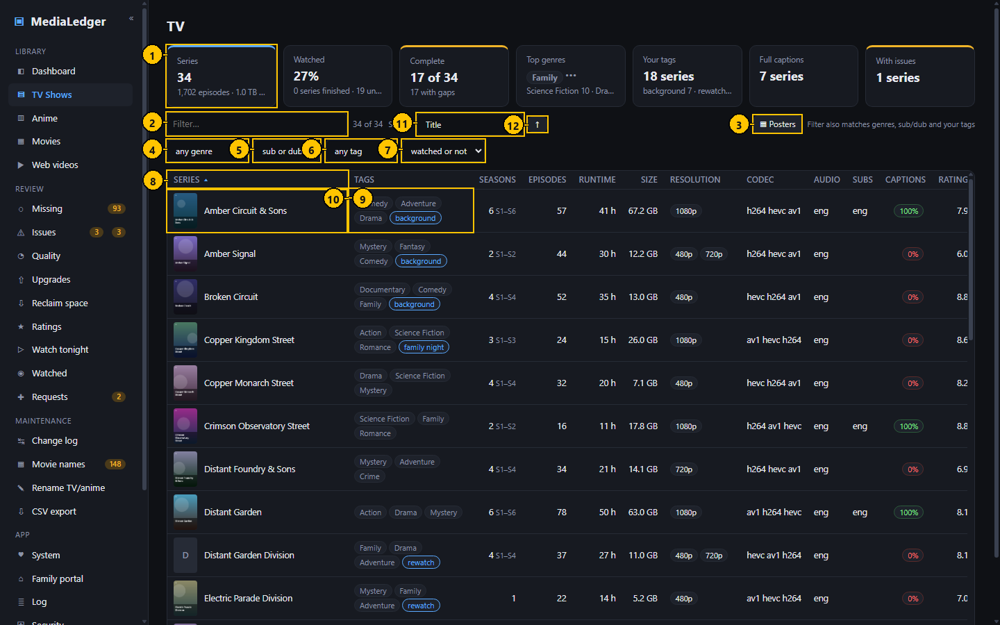 MediaLedger «
LIBRARY
Dashboard
TV Shows
Anime
Movies
Web videos
REVIEW
Missing 93
Issues 3 3
Quality
Upgrades
Reclaim space
Ratings
Watch tonight
Watched
Requests 2
MAINTENANCE
Change log
Movie names 148
Rename TV/anime
CSV export
APP
System
Family portal
Log
TV
1
Series
34
1,702 episodes · 1.0 TB ...
Watched
27%
0 series finished · 19 un...
Complete
17 of 34
17 with gaps
Top genres
Family •••
Science Fiction 10 · Dra...
Your tags
18 series
background 7 · rewatch...
Full captions
7 series
With issues
1 series
2 Filter... 34 of 34 11 Title 12 ↑ 3 Posters Filter also matches genres, sub/dub and your tags
4 any genre 5 sub or dub 6 any tag 7 watched or not
8 SERIES TAGS SEASONS EPISODES RUNTIME SIZE RESOLUTION CODEC AUDIO SUBS CAPTIONS RATING
10 9
Amber Circuit & Sons Adventure Drama background 6 S1–S6 57 41 h 67.2 GB 1080p h264 hevc av1 eng eng 100% 7.9
Amber Signal Mystery Fantasy Comedy background 2 S1–S2 44 30 h 12.2 GB 480p 720p h264 hevc av1 eng 0% 6.0
Broken Circuit Documentary Comedy Family background 4 S1–S4 52 35 h 13.0 GB 480p hevc h264 av1 eng 0% 8.8
Copper Kingdom Street Action Science Fiction Romance family night 3 S1–S3 24 15 h 26.0 GB 1080p av1 hevc h264 eng 0% 8.6
Copper Monarch Street Drama Science Fiction Mystery 4 S1–S4 32 20 h 7.1 GB 480p hevc h264 av1 eng 0% 8.2
Crimson Observatory Street Science Fiction Family Romance 2 S1–S2 16 11 h 17.8 GB 1080p h264 av1 hevc eng eng 100% 8.8
Distant Foundry & Sons Mystery Adventure Crime 4 S1–S4 34 21 h 14.1 GB 720p h264 hevc av1 eng 0% 6.9
Distant Garden Action Drama Mystery 6 S1–S6 78 50 h 63.0 GB 1080p av1 h264 hevc eng eng 100% 8.1
D Distant Garden Division Family Drama Adventure rewatch 4 S1–S4 37 27 h 11.0 GB 480p 720p hevc av1 h264 eng 0% 8.1
Electric Parade Division Mystery Family Adventure rewatch 1 22 14 h 5.2 GB 480p av1 hevc h264 eng 0% 7.0